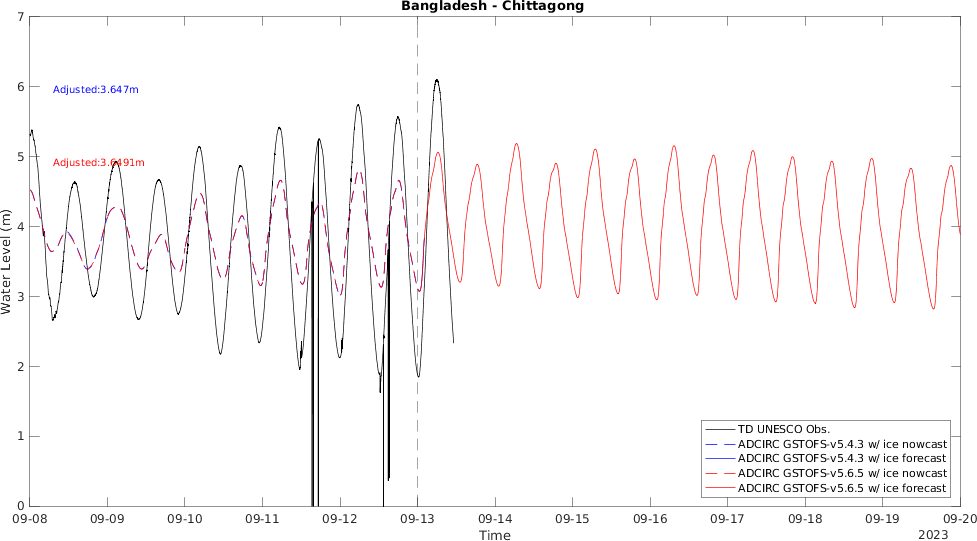 Bangladesh - Chittagong
7
6
5
4
3
2
1
0
Water Level (m)
Adjusted:3.647m
Adjusted:3.6491m
TD UNESCO Obs.
ADCIRC GSTOFS-v5.4.3 w/ ice nowcast
ADCIRC GSTOFS-v5.4.3 w/ ice forecast
ADCIRC GSTOFS-v5.6.5 w/ ice nowcast
ADCIRC GSTOFS-v5.6.5 w/ ice forecast
09-08 09-09 09-10 09-11 09-12 09-13 09-14 09-15 09-16 09-17 09-18 09-19 09-20
Time
2023